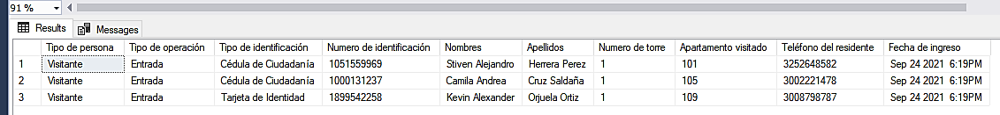 91 %
Results Messages
Tipo de persona Tipo de operación Tipo de identificación Numero de identificación Nombres Apellidos Numero de torre Apartamento visitado Teléfono del residente Fecha de ingreso
1 Visitante Entrada Cédula de Ciudadanía 1051559969 Stiven Alejandro Herrera Perez 1 101 3252648582 Sep 24 2021 6:19PM
2 Visitante Entrada Cédula de Ciudadanía 1000131237 Camila Andrea Cruz Saldaña 1 105 3002221478 Sep 24 2021 6:19PM
3 Visitante Entrada Tarjeta de Identidad 1899542258 Kevin Alexander Orjuela Ortiz 1 109 3008798787 Sep 24 2021 6:19PM